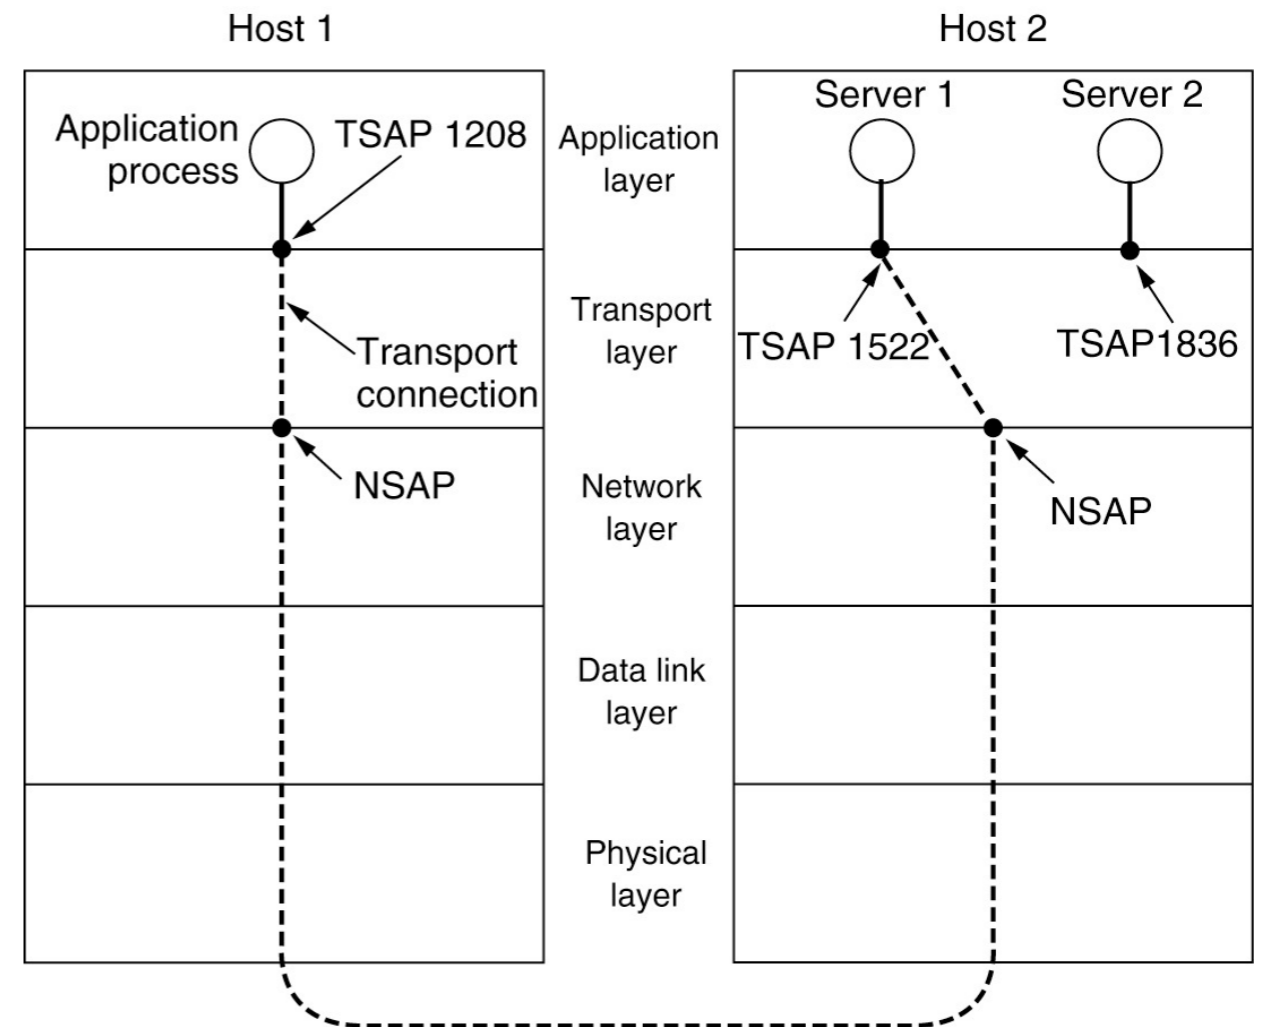 Host 1
Host 2
Application
process
TSAP 1208
Application
layer
Server 1
Server 2
Transport
connection
Transport
layer
TSAP 1522
TSAP1836
NSAP
Network
layer
NSAP
Data link
layer
Physical
layer